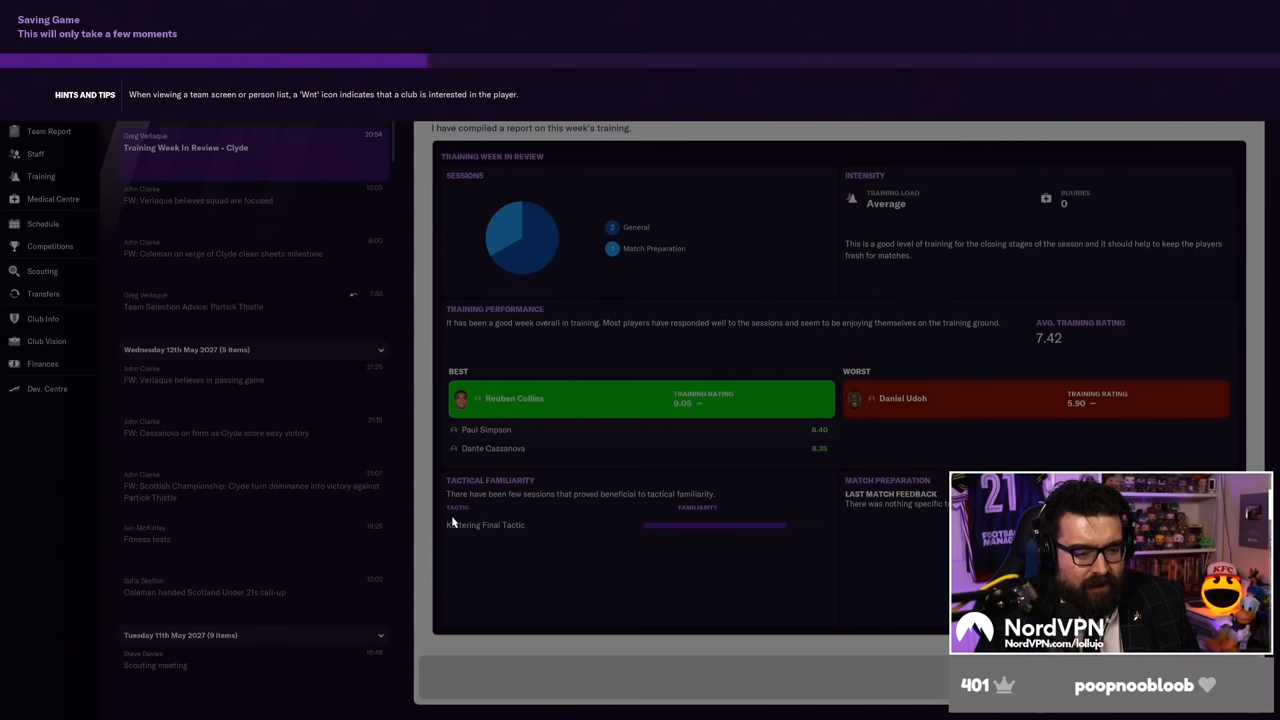 Saving Game
This will only take a few moments
HINTS AND TIPS
When viewing a team screen or person list, a 'Wnt' icon indicates that a club is interested in the player.
Team Report
Staff
Training
Medical Centre
Schedule
Competitions
Scouting
Transfers
Club Info
Club Vision
Finances
Dev. Centre
Greg Verlaque 20:54
Training Week In Review - Clyde
John Clarke 12:09
FW: Verlaque believes squad are focused
John Clarke 8:00
FW: Coleman on verge of Clyde clean sheets milestone
Greg Verlaque 7:53
Team Selection Advice: Partick Thistle
Wednesday 12th May 2027 (5 Items)
John Clarke 21:25
FW: Verlaque believes in passing game
John Clarke 21:15
FW: Cassanova on form as Clyde score easy victory
John Clarke 21:07
FW: Scottish Championship: Clyde turn dominance into victory against
Partick Thistle
Iain McKinlay 19:26
Fitness tests
Sofia Skelton 12:03
Coleman handed Scotland Under 21s call-up
Tuesday 11th May 2027 (9 Items)
Steve Davies 16:48
Scouting meeting
I have compiled a report on this week's training.
TRAINING WEEK IN REVIEW
SESSIONS
2 General
1 Match Preparation
INTENSITY
TRAINING LOAD
Average
INJURIES
0
This is a good level of training for the closing stages of the season and it should help to keep the players
fresh for matches.
TRAINING PERFORMANCE
It has been a good week overall in training. Most players have responded well to the sessions and seem to be enjoying themselves on the training ground.
AVG. TRAINING RATING
7.42
BEST
Reuben Collins
TRAINING RATING
9.05 –
Paul Simpson 8.40
Dante Cassanova 8.35
WORST
Daniel Udoh
TRAINING RATING
5.90 –
TACTICAL FAMILIARITY
There have been few sessions that proved beneficial to tactical familiarity.
TACTIC FAMILIARITY
Final Tactic
MATCH PREPARATION
LAST MATCH FEEDBACK
There was nothing specific
21
FOOTBALL
KFC
NordVPN
NordVPN.com/lollujo
401
poopnoobloob